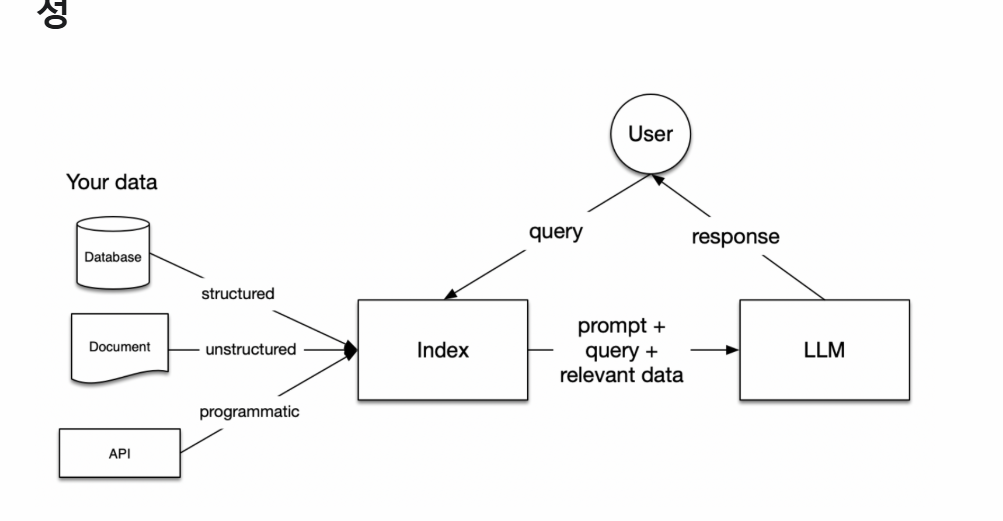 성
User
Your data
query
response
Database
structured
Document
unstructured
Index
prompt +
query +
relevant data
LLM
programmatic
API